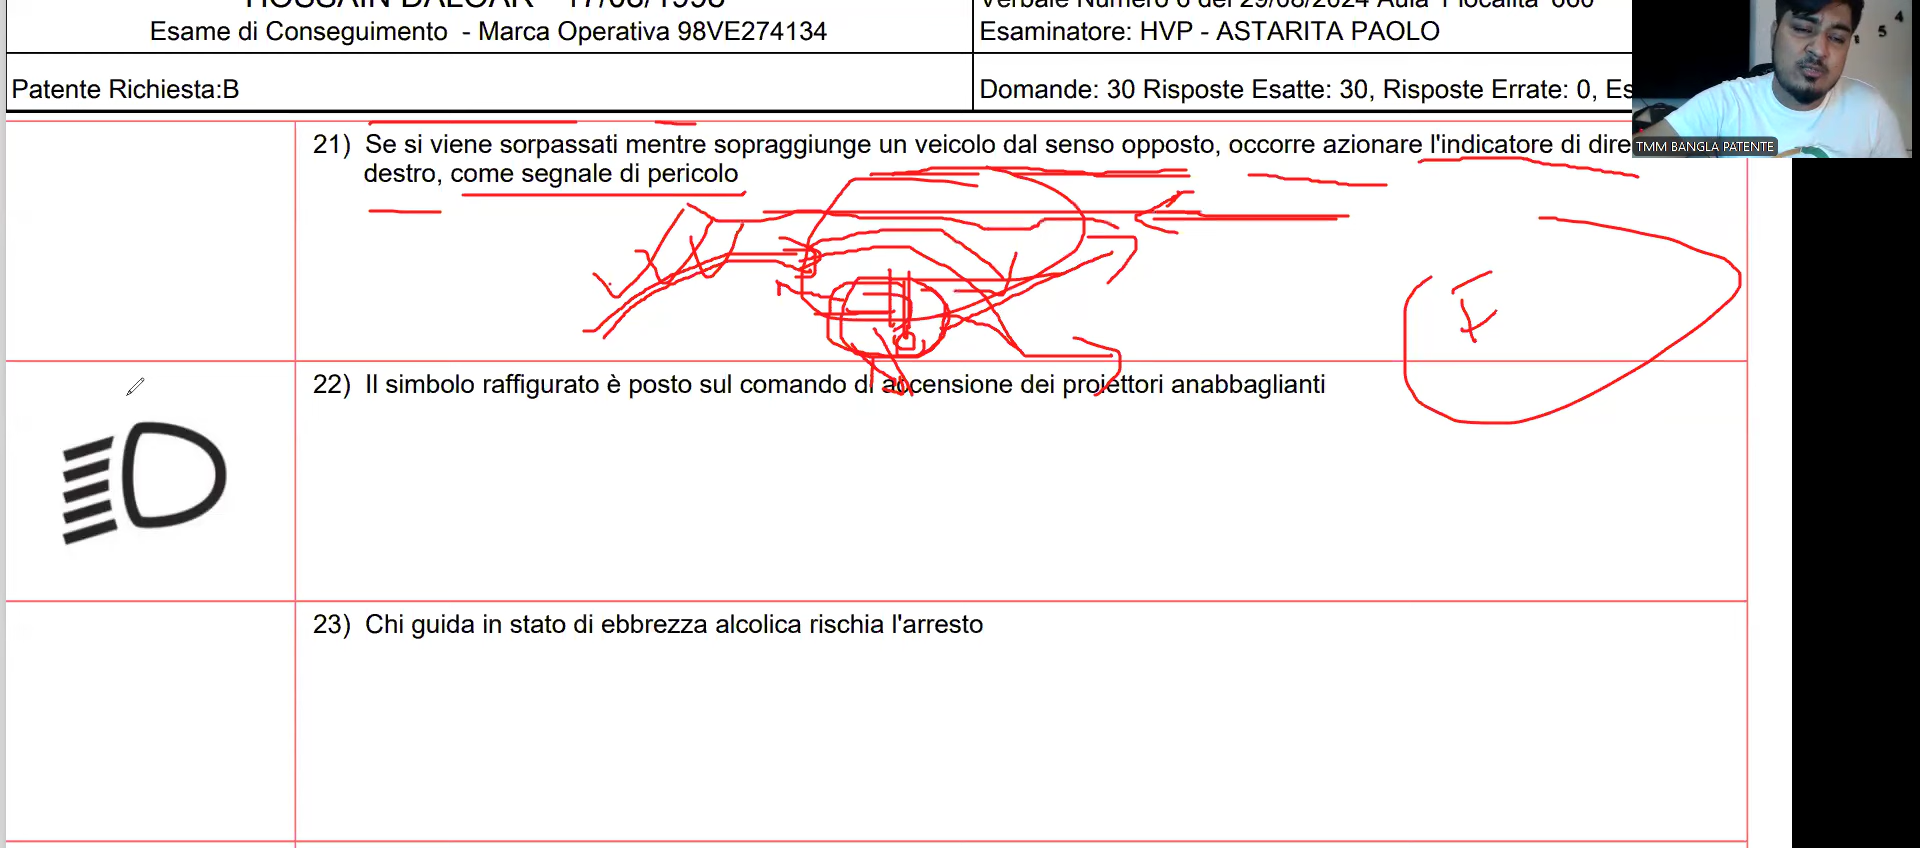 Esame di Conseguimento - Marca Operativa 98VE274134
Esaminatore: HVP - ASTARITA PAOLO
Patente Richiesta:B
Domande: 30 Risposte Esatte: 30, Risposte Errate: 0, Es
4
5
TMM BANGLA PATENTE
21) Se si viene sorpassati mentre sopraggiunge un veicolo dal senso opposto, occorre azionare l'indicatore di dire
destro, come segnale di pericolo
F
22) Il simbolo raffigurato è posto sul comando di accensione dei proiettori anabbaglianti
23) Chi guida in stato di ebbrezza alcolica rischia l'arresto